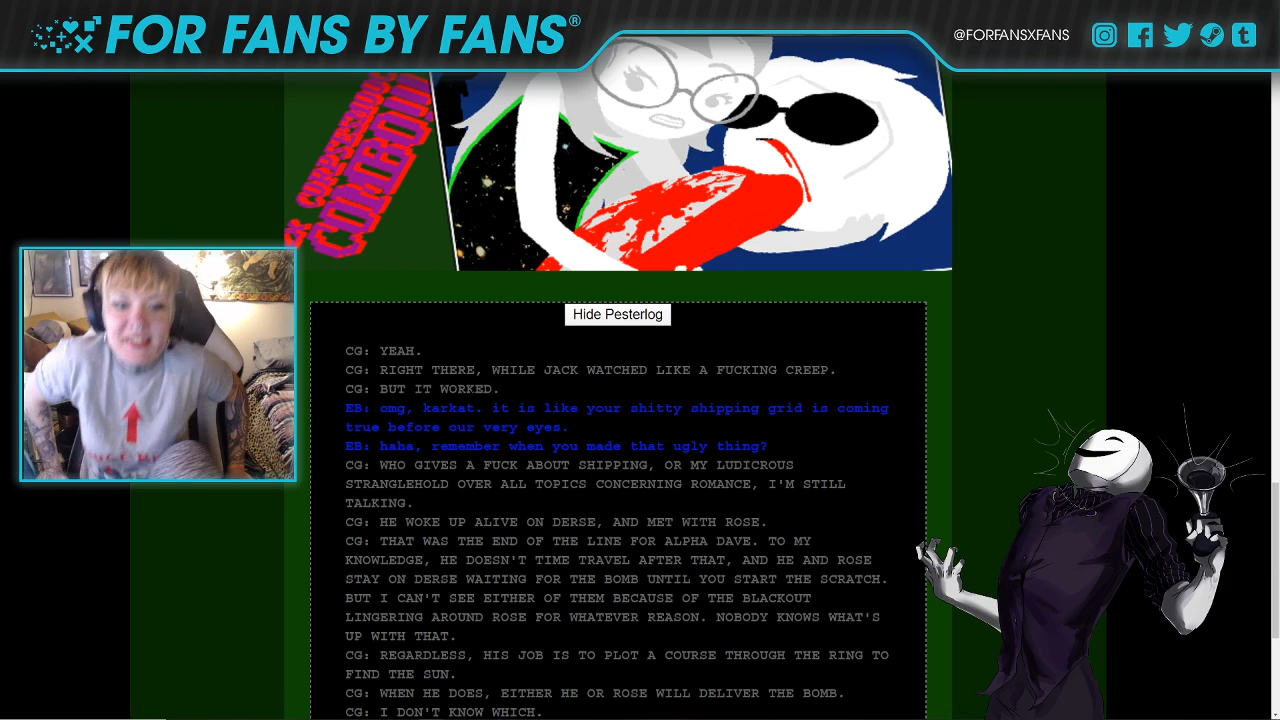 FOR FANS BY FANS®
@FORFANSXFANS
Hide Pesterlog
CG: YEAH.
CG: RIGHT THERE, WHILE JACK WATCHED LIKE A FUCKING CREEP.
CG: BUT IT WORKED.
EB: omg, karkat. it is like your shitty shipping grid is coming
true before our very eyes.
EB: haha, remember when you made that ugly thing?
CG: WHO GIVES A FUCK ABOUT SHIPPING, OR MY LUDICROUS
STRANGLEHOLD OVER ALL TOPICS CONCERNING ROMANCE, I'M STILL
TALKING.
CG: HE WOKE UP ALIVE ON DERSE, AND MET WITH ROSE.
CG: THAT WAS THE END OF THE LINE FOR ALPHA DAVE. TO MY
KNOWLEDGE, HE DOESN'T TIME TRAVEL AFTER THAT, AND HE AND ROSE
STAY ON DERSE WAITING FOR THE BOMB UNTIL YOU START THE SCRATCH.
BUT I CAN'T SEE EITHER OF THEM BECAUSE OF THE BLACKOUT
LINGERING AROUND ROSE FOR WHATEVER REASON. NOBODY KNOWS WHAT'S
UP WITH THAT.
CG: REGARDLESS, HIS JOB IS TO PLOT A COURSE THROUGH THE RING TO
FIND THE SUN.
CG: WHEN HE DOES, EITHER HE OR ROSE WILL DELIVER THE BOMB.
CG: I DON'T KNOW WHICH.